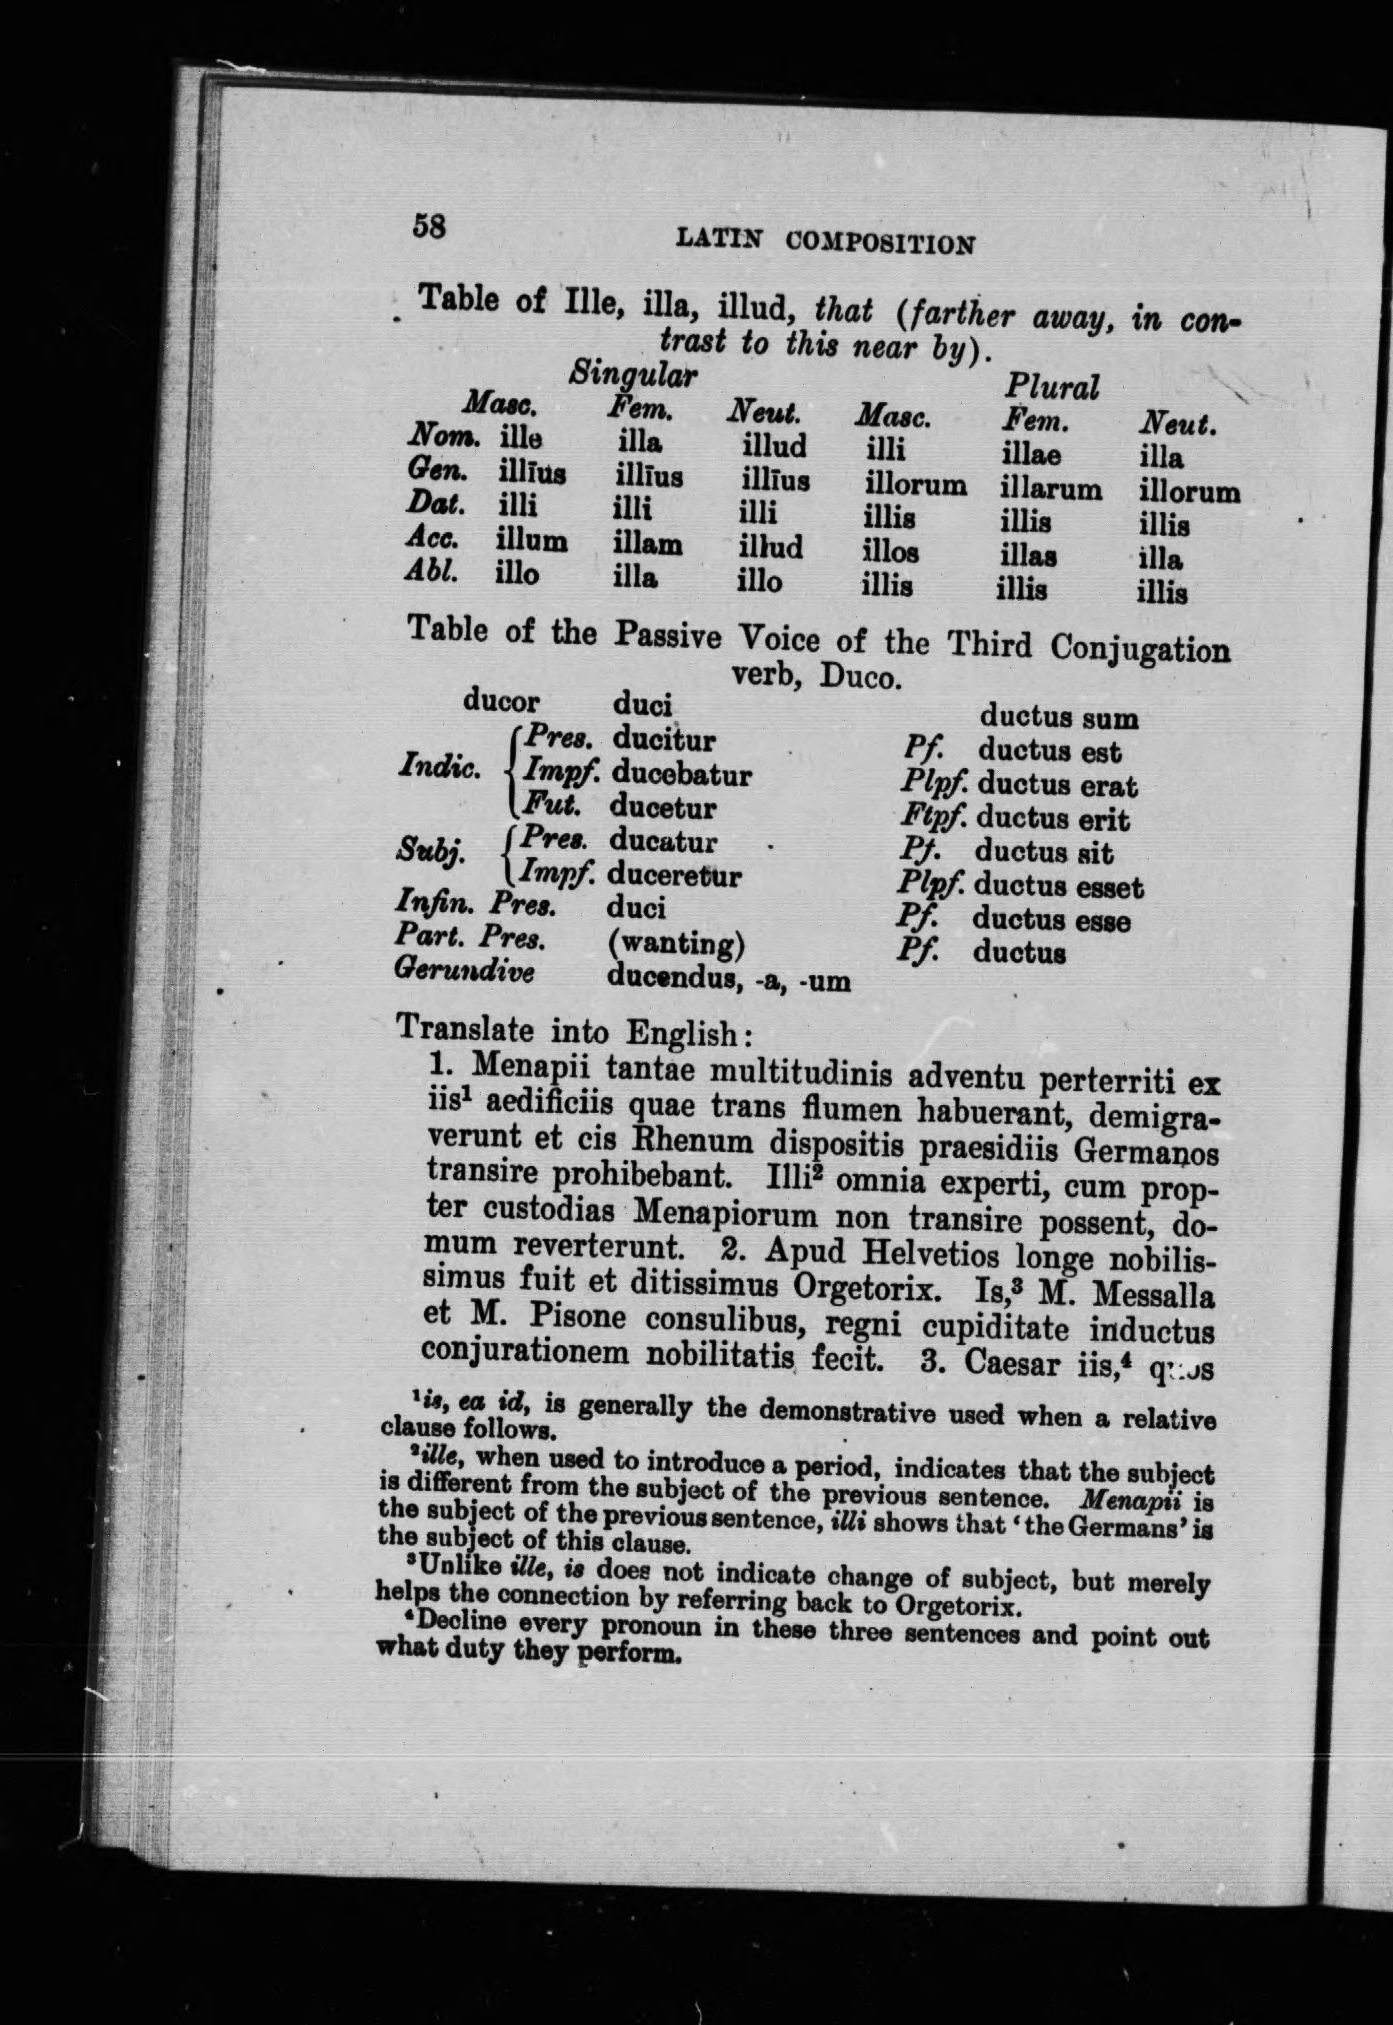 58
LATIN COMPOSITION
Table of Ille, illa, illud, that (farther away, in con-
trast to this near by).
Singular Plural
Masc. Fem. Neut. Masc. Fem. Neut.
Nom. ille illa illud illi illae illa
Gen. illīus illīus illīus illorum illarum illorum
Dat. illi illi illi illis illis illis
Acc. illum illam illud illos illas illa
Abl. illo illa illo illis illis illis
Table of the Passive Voice of the Third Conjugation
verb, Duco.
ducor duci ductus sum
Indic. Pres. ducitur Pf. ductus est
Impf. ducebatur Plpf. ductus erat
Fut. ducetur Ftpf. ductus erit
Subj. Pres. ducatur Pf. ductus sit
Impf. duceretur Plpf. ductus esset
Infin. Pres. duci Pf. ductus esse
Part. Pres. (wanting) Pf. ductus
Gerundive ducendus, -a, -um
Translate into English:
1. Menapii tantae multitudinis adventu perterriti ex
iis¹ aedificiis quae trans flumen habuerant, demigra-
verunt et cis Rhenum dispositis praesidiis Germanos
transire prohibebant. Illi² omnia experti, cum prop-
ter custodias Menapiorum non transire possent, do-
mum reverterunt. 2. Apud Helvetios longe nobilis-
simus fuit et ditissimus Orgetorix. Is,³ M. Messalla
et M. Pisone consulibus, regni cupiditate inductus
conjurationem nobilitatis fecit. 3. Caesar iis,⁴
¹is, ea id, is generally the demonstrative used when a relative
clause follows.
²ille, when used to introduce a period, indicates that the subject
is different from the subject of the previous sentence. Menapii is
the subject of the previous sentence, illi shows that ‘the Germans’ is
the subject of this clause.
³Unlike ille, is does not indicate change of subject, but merely
helps the connection by referring back to Orgetorix.
⁴Decline every pronoun in these three sentences and point out
what duty they perform.